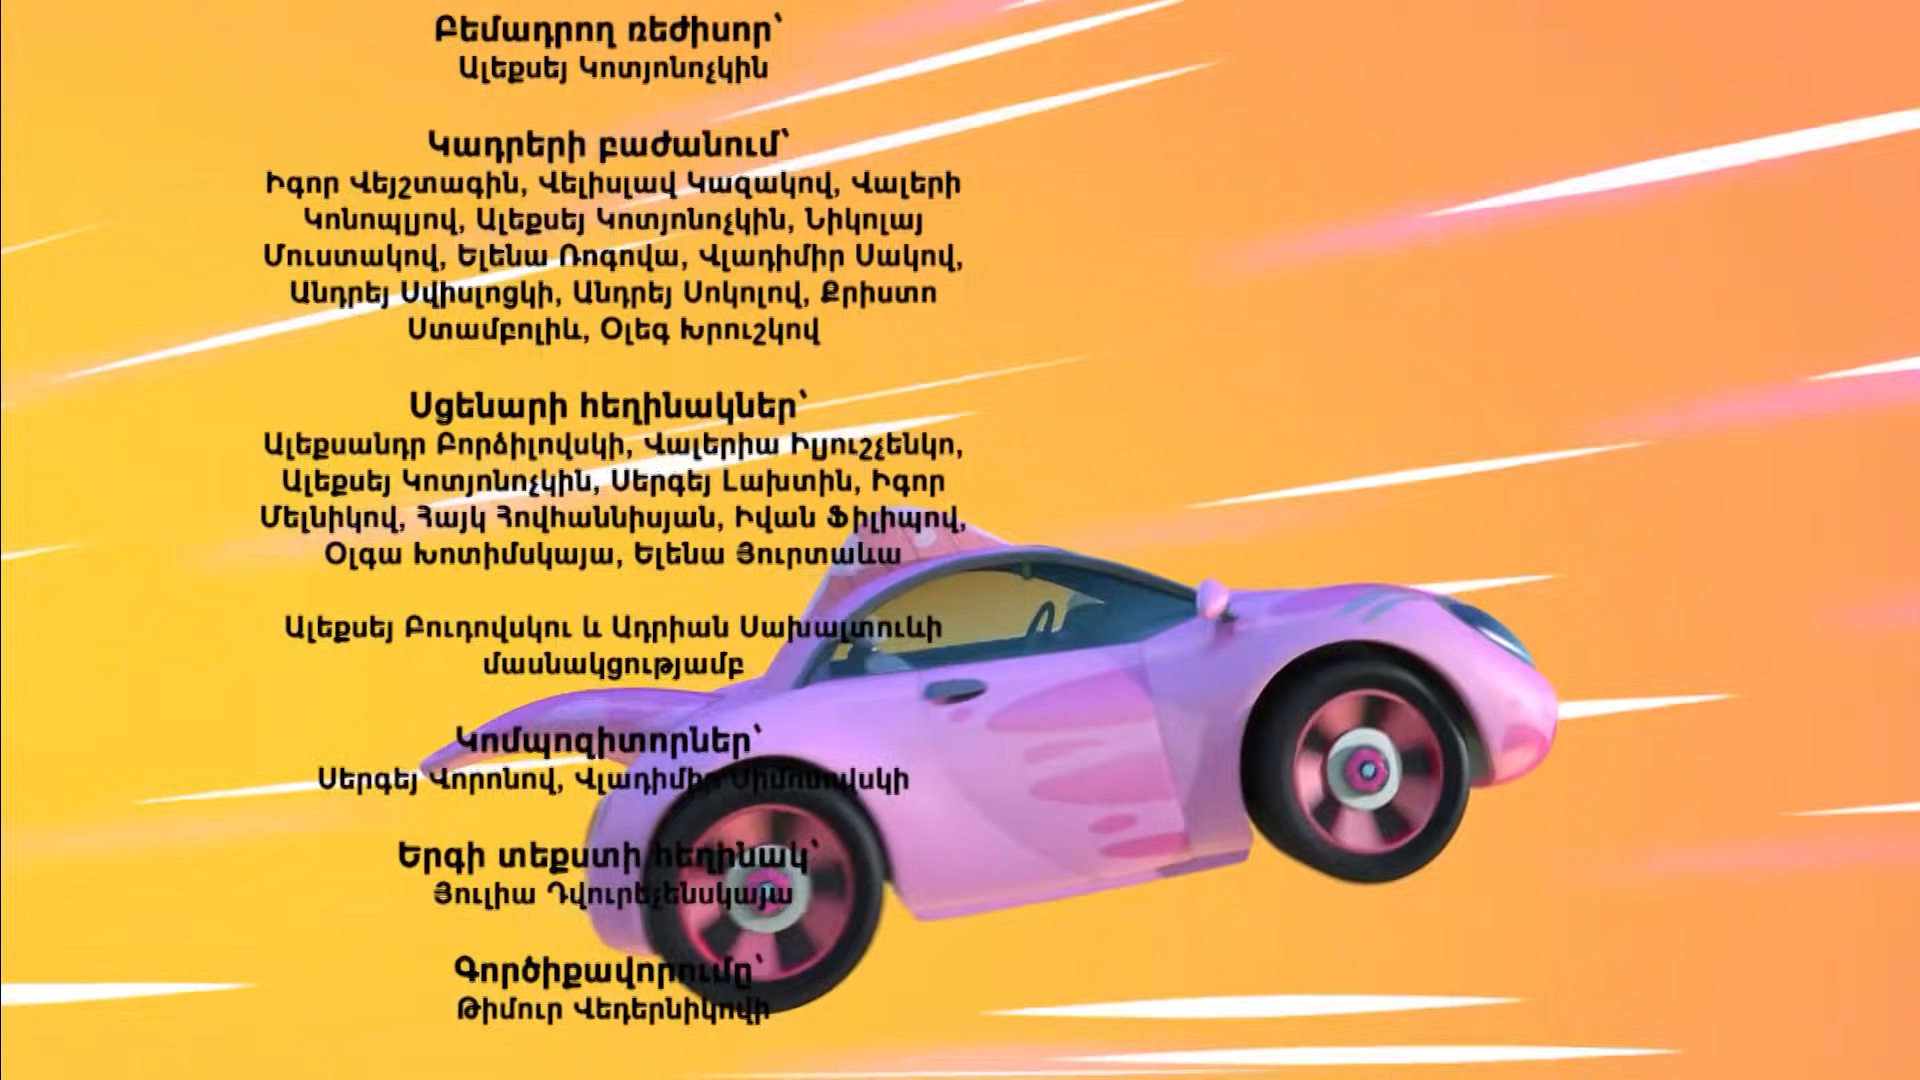 Բեմադրող ռեժիսոր՝
Ալեքսեյ Կոտյոնոչկին
Կադրերի բաժանում՝
Իգոր Վեյշտագին, Վելիսլավ Կազակով, Վալերի
Կոնոպլյով, Ալեքսեյ Կոտյոնոչկին, Նիկոլայ
Մուստակով, Ելենա Ռոգովա, Վլադիմիր Սակով,
Անդրեյ Սվիսլոցկի, Անդրեյ Սոկոլով, Քրիստո
Ստամբոլիև, Օլեգ Խրուշկով
Սցենարի հեղինակներ՝
Ալեքսանդր Բորձիլովսկի, Վալերիա Իլյուշչենկո,
Ալեքսեյ Կոտյոնոչկին, Սերգեյ Լախտին, Իգոր
Մելնիկով, Հայկ Հովհաննիսյան, Իվան Ֆիլիպով,
Օլգա Խոտիմսկայա, Ելենա Յուրտաևա
Ալեքսեյ Բուդովսկու և Ադրիան Սախալտուևի
մասնակցությամբ
Կոմպոզիտորներ՝
Սերգեյ Վորոնով, Վլադիմիր
Երգի տեքստի հեղինակ՝
Յուլիա Դվուրեչենսկայա
Գործիքավորումը՝
Թիմուր Վեդերնիկովի